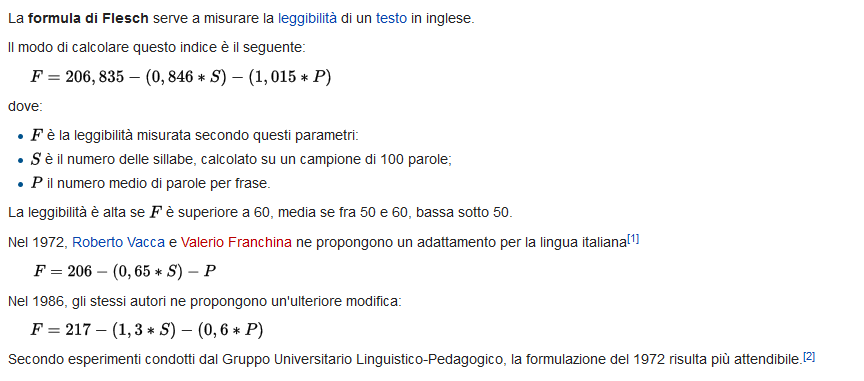 La formula di Flesch serve a misurare la leggibilità di un testo in inglese.
Il modo di calcolare questo indice è il seguente:
F = 206,835 − (0,846 ∗ S) − (1,015 ∗ P)
dove:
• F è la leggibilità misurata secondo questi parametri:
• S è il numero delle sillabe, calcolato su un campione di 100 parole;
• P il numero medio di parole per frase.
La leggibilità è alta se F è superiore a 60, media se fra 50 e 60, bassa sotto 50.
Nel 1972, Roberto Vacca e Valerio Franchina ne propongono un adattamento per la lingua italiana[1]
F = 206 − (0,65 ∗ S) − P
Nel 1986, gli stessi autori ne propongono un'ulteriore modifica:
F = 217 − (1,3 ∗ S) − (0,6 ∗ P)
Secondo esperimenti condotti dal Gruppo Universitario Linguistico-Pedagogico, la formulazione del 1972 risulta più attendibile.[2]